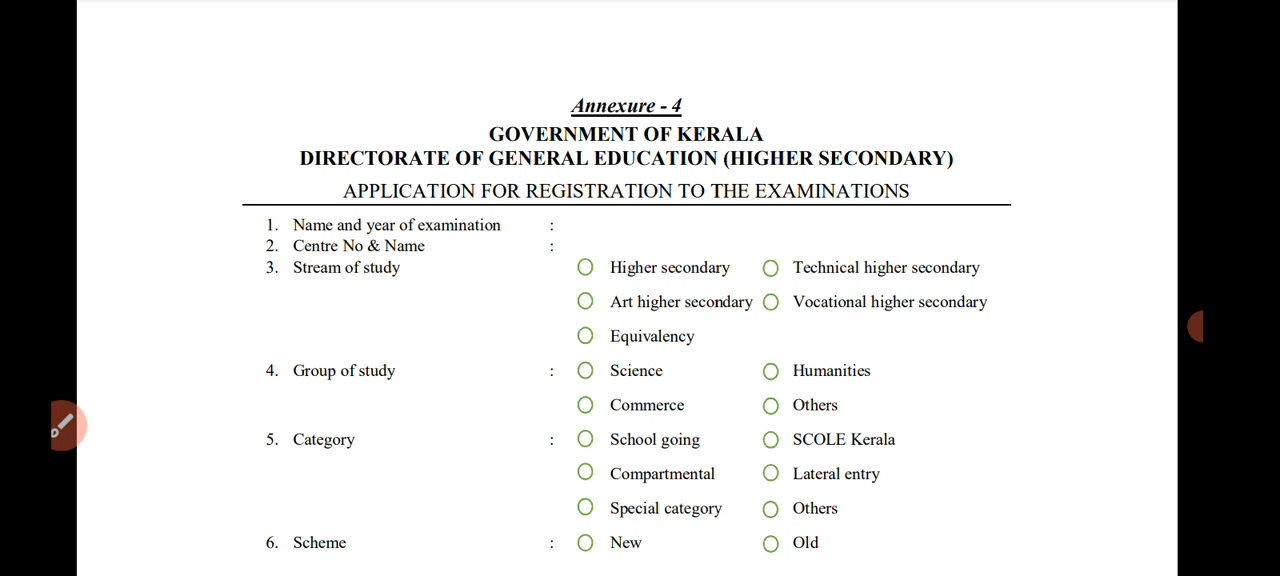 Annexure - 4
GOVERNMENT OF KERALA
DIRECTORATE OF GENERAL EDUCATION (HIGHER SECONDARY)
APPLICATION FOR REGISTRATION TO THE EXAMINATIONS
1. Name and year of examination :
2. Centre No & Name :
3. Stream of study Higher secondary Technical higher secondary
Art higher secondary Vocational higher secondary
Equivalency
4. Group of study : Science Humanities
Commerce Others
5. Category : School going SCOLE Kerala
Compartmental Lateral entry
Special category Others
6. Scheme : New Old